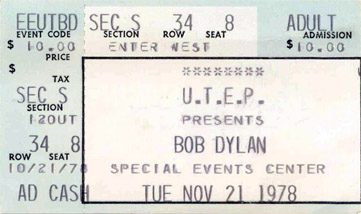 EEUTBD SEC S 34 8 ADULT
EVENT CODE SECTION ROW SEAT ADMISSION
$ 10.00 ENTER WEST $ 10.00
PRICE
TAX
SEC S
SECTION
120UT
34 8
ROW SEAT
10/21/78
AD CASH
********
U.T.E.P.
PRESENTS
BOB DYLAN
SPECIAL EVENTS CENTER
TUE NOV 21 1978